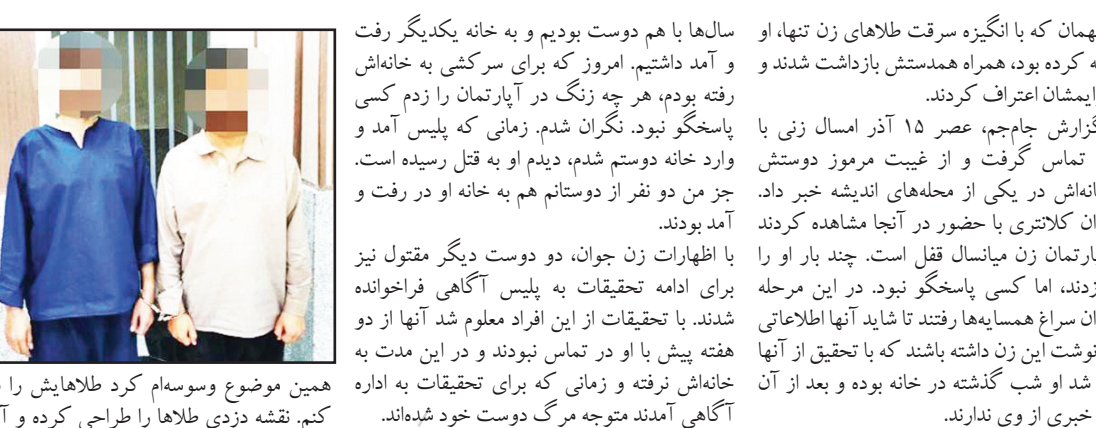 همان که با انگیزه سرقت طلاهای زن تنها، او
کرده بود، همراه همدستش بازداشت شدند و
اعتراف کردند.
گزارش جام‌جم، عصر ۱۵ آذر امسال زنی با
تماس گرفت و از غیبت مرموز دوستش
در یکی از محله‌های اندیشه خبر داد.
کلانتری با حضور در آنجا مشاهده کردند
زن میانسال قفل است. چند بار او را
اما کسی پاسخگو نبود. در این مرحله
سراغ همسایه‌ها رفتند تا شاید آنها اطلاعاتی
این زن داشته باشند که با تحقیق از آنها
شد او شب گذشته در خانه بوده و بعد از آن
خبری از وی ندارند.
سال‌ها با هم دوست بودیم و به خانه یکدیگر رفت
و آمد داشتیم. امروز که برای سرکشی به خانه‌اش
رفته بودم، هر چه زنگ در آپارتمان را زدم کسی
پاسخگو نبود. نگران شدم. زمانی که پلیس آمد و
وارد خانه دوستم شدم، دیدم او به قتل رسیده است.
جز من دو نفر از دوستانم هم به خانه او در رفت و
آمد بودند.
با اظهارات زن جوان، دو دوست دیگر مقتول نیز
برای ادامه تحقیقات به پلیس آگاهی فراخوانده
شدند. با تحقیقات از این افراد معلوم شد آنها از دو
هفته پیش با او در تماس نبودند و در این مدت به
خانه‌اش نرفته و زمانی که برای تحقیقات به اداره
آگاهی آمدند متوجه مرگ دوست خود شده‌اند.
همین موضوع وسوسه‌ام کرد طلاهایش را
کنم. نقشه دزدی طلاها را طراحی کرده و